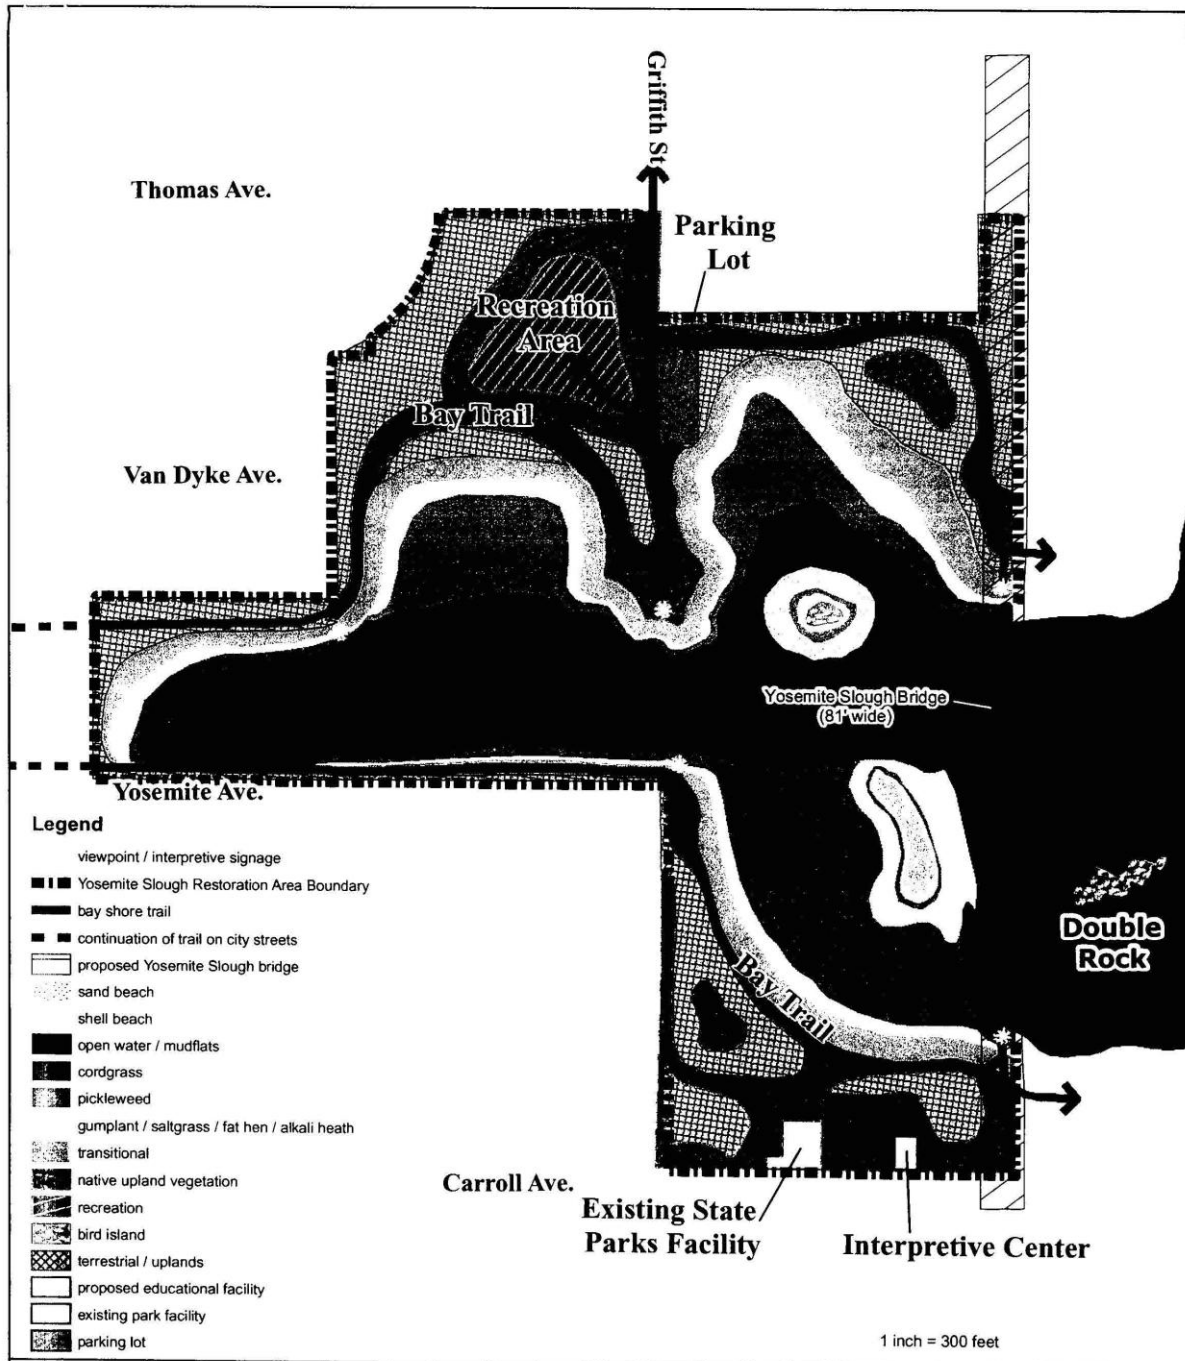 Griffith St
Thomas Ave.
Parking
Lot
Recreation
Area
Bay Trail
Van Dyke Ave.
Yosemite Slough Bridge
(81' wide)
Yosemite Ave.
Double
Rock
Bay Trail
Carroll Ave.
Existing State
Parks Facility
Interpretive Center
Legend
viewpoint / interpretive signage
Yosemite Slough Restoration Area Boundary
bay shore trail
continuation of trail on city streets
proposed Yosemite Slough bridge
sand beach
shell beach
open water / mudflats
cordgrass
pickleweed
gumplant / saltgrass / fat hen / alkali heath
transitional
native upland vegetation
recreation
bird island
terrestrial / uplands
proposed educational facility
existing park facility
parking lot
1 inch = 300 feet